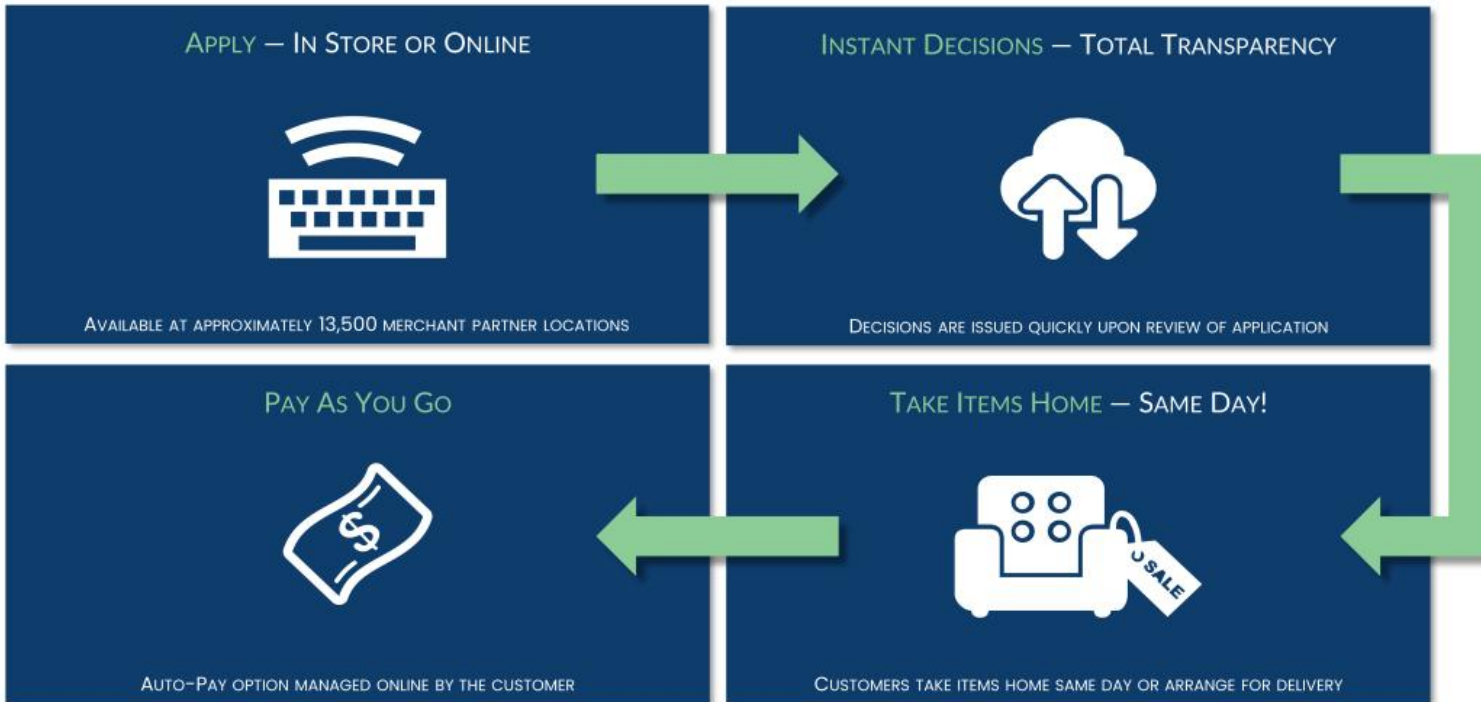 APPLY — IN STORE OR ONLINE
AVAILABLE AT APPROXIMATELY 13,500 MERCHANT PARTNER LOCATIONS
INSTANT DECISIONS — TOTAL TRANSPARENCY
DECISIONS ARE ISSUED QUICKLY UPON REVIEW OF APPLICATION
TAKE ITEMS HOME — SAME DAY!
SALE
CUSTOMERS TAKE ITEMS HOME SAME DAY OR ARRANGE FOR DELIVERY
PAY AS YOU GO
$
AUTO-PAY OPTION MANAGED ONLINE BY THE CUSTOMER